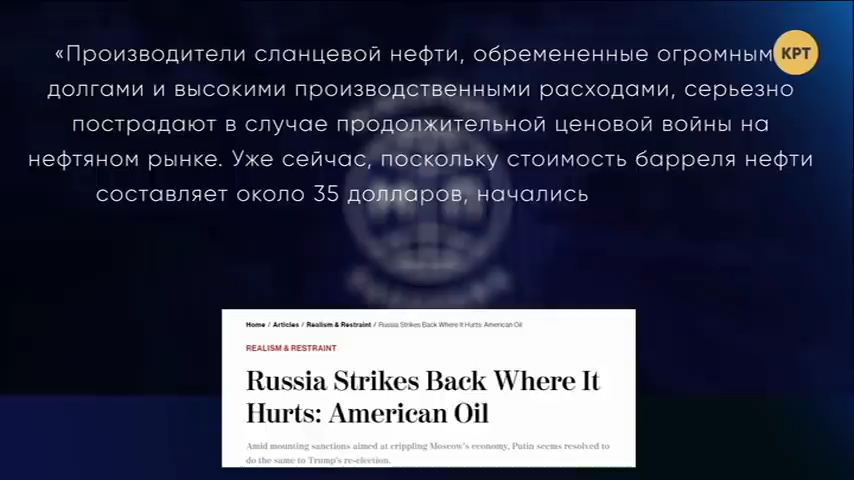 «Производители сланцевой нефти, обремененные огромным
КРТ
долгами и высокими производственными расходами, серьезно
пострадают в случае продолжительной ценовой войны на
нефтяном рынке. Уже сейчас, поскольку стоимость барреля нефти
составляет около 35 долларов, начались
Home / Articles / Realism & Restraint / Russia Strikes Back Where It Hurts: American Oil
REALISM & RESTRAINT
Russia Strikes Back Where It
Hurts: American Oil
Amid mounting sanctions aimed at crippling Moscow's economy, Putin seems resolved to
do the same to Trump's re-election.